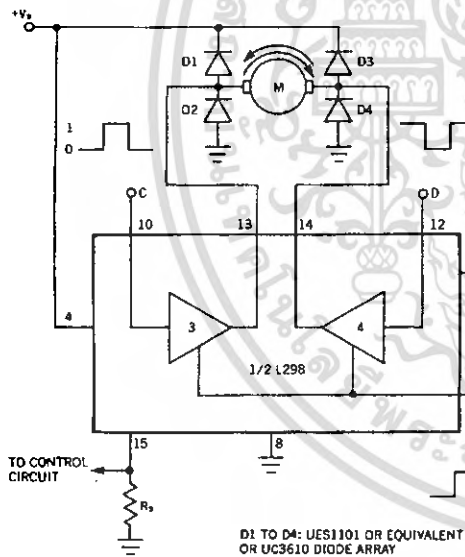 +Vs
D1
D3
M
D2
D4
1
0
C
D
10
13
14
12
4
3
4
1/2 L298
15
8
TO CONTROL
CIRCUIT
Rs
D1 TO D4: UES1101 OR EQUIVALENT
OR UC3610 DIODE ARRAY